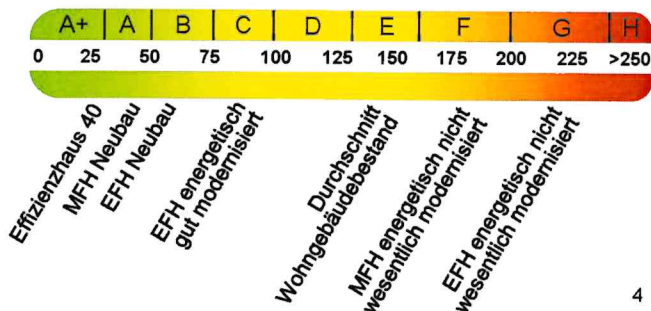 A+ A B C D E F G H
0 25 50 75 100 125 150 175 200 225 >250
Effizienzhaus 40
MFH Neubau
EFH Neubau
EFH energetisch
gut modernisiert
Durchschnitt
Wohngebäudebestand
MFH energetisch nicht
wesentlich modernisiert
EFH energetisch nicht
wesentlich modernisiert
4